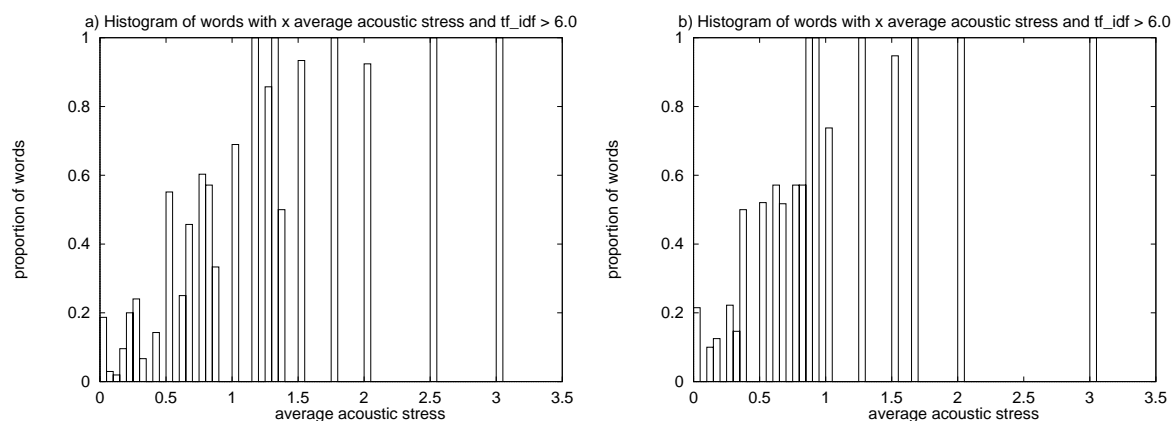 a) Histogram of words with x average acoustic stress and tf_idf > 6.0
1
0.8
0.6
0.4
0.2
0
proportion of words
0 0.5 1 1.5 2 2.5 3 3.5
average acoustic stress
b) Histogram of words with x average acoustic stress and tf_idf > 6.0
1
0.8
0.6
0.4
0.2
0
proportion of words
0 0.5 1 1.5 2 2.5 3 3.5
average acoustic stress